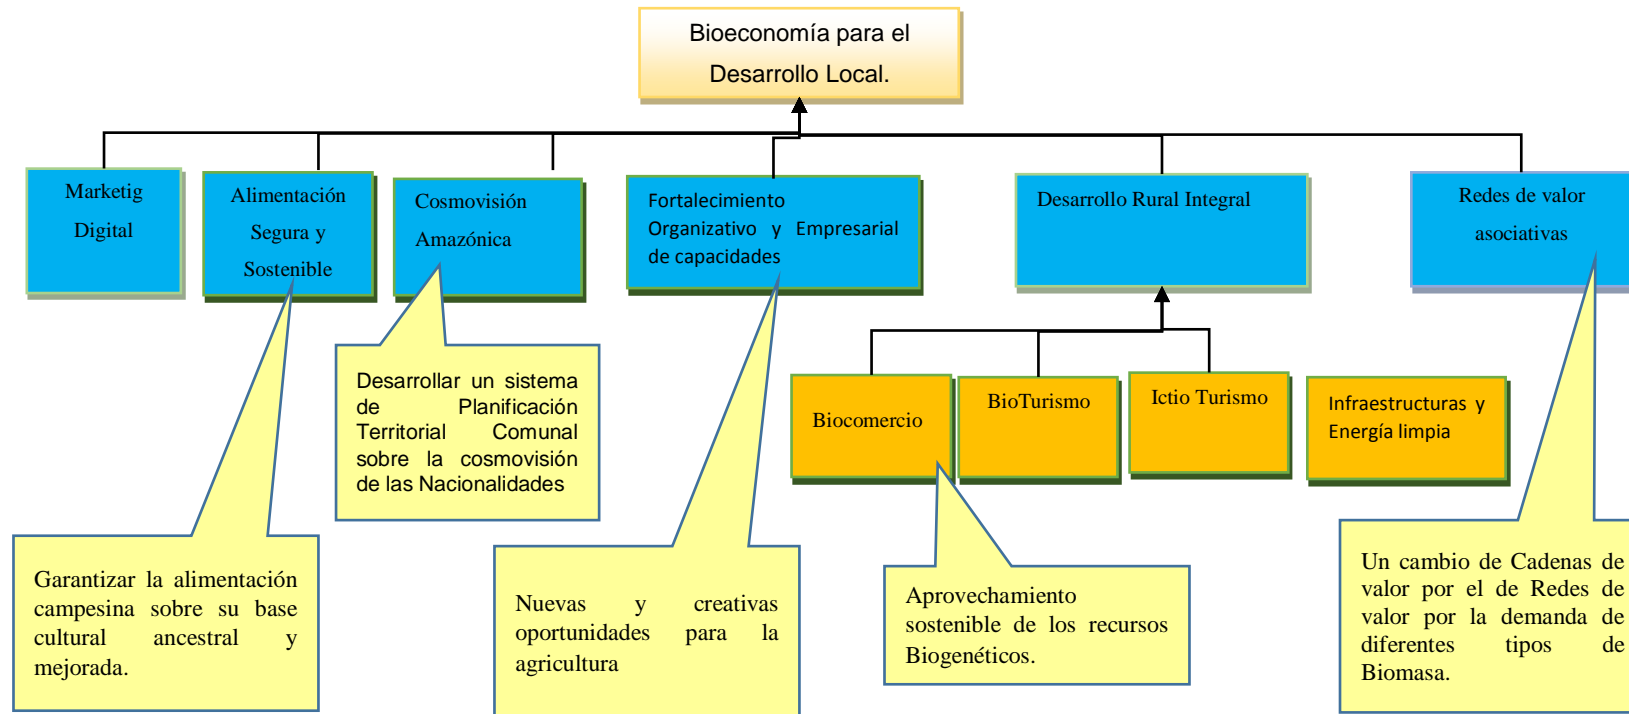 Bioeconomía para el
Desarrollo Local.
Marketig
Digital
Alimentación
Segura y
Sostenible
Cosmovisión
Amazónica
Fortalecimiento
Organizativo y Empresarial
de capacidades
Desarrollo Rural Integral
Redes de valor
asociativas
Biocomercio
BioTurismo
Ictio Turismo
Infraestructuras y
Energía limpia
Desarrollar un sistema
de Planificación
Territorial Comunal
sobre la cosmovisión
de las Nacionalidades
Garantizar la alimentación
campesina sobre su base
cultural ancestral y
mejorada.
Nuevas y creativas
oportunidades para la
agricultura
Aprovechamiento
sostenible de los recursos
Biogenéticos.
Un cambio de Cadenas de
valor por el de Redes de
valor por la demanda de
diferentes tipos de
Biomasa.